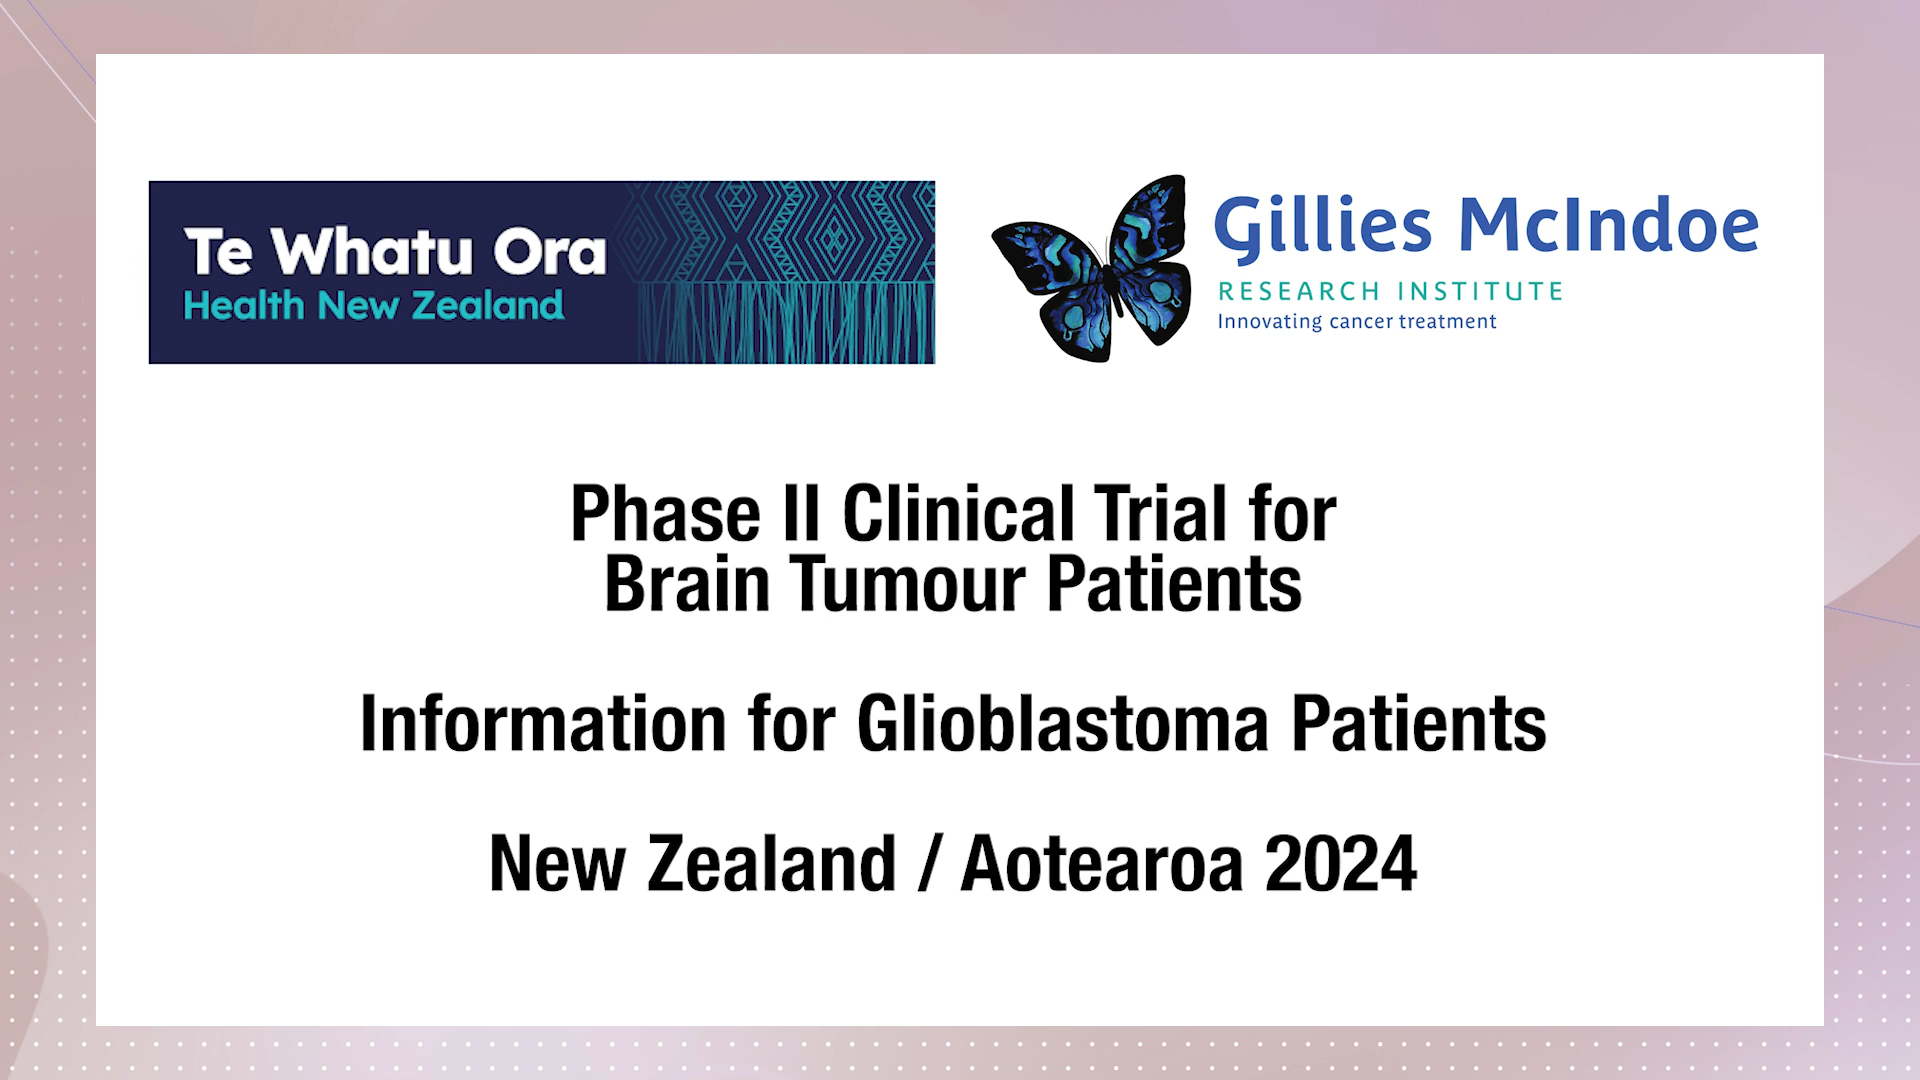 Te Whatu Ora
Health New Zealand
Gillies McIndoe
RESEARCH INSTITUTE
Innovating cancer treatment
Phase II Clinical Trial for
Brain Tumour Patients
Information for Glioblastoma Patients
New Zealand / Aotearoa 2024